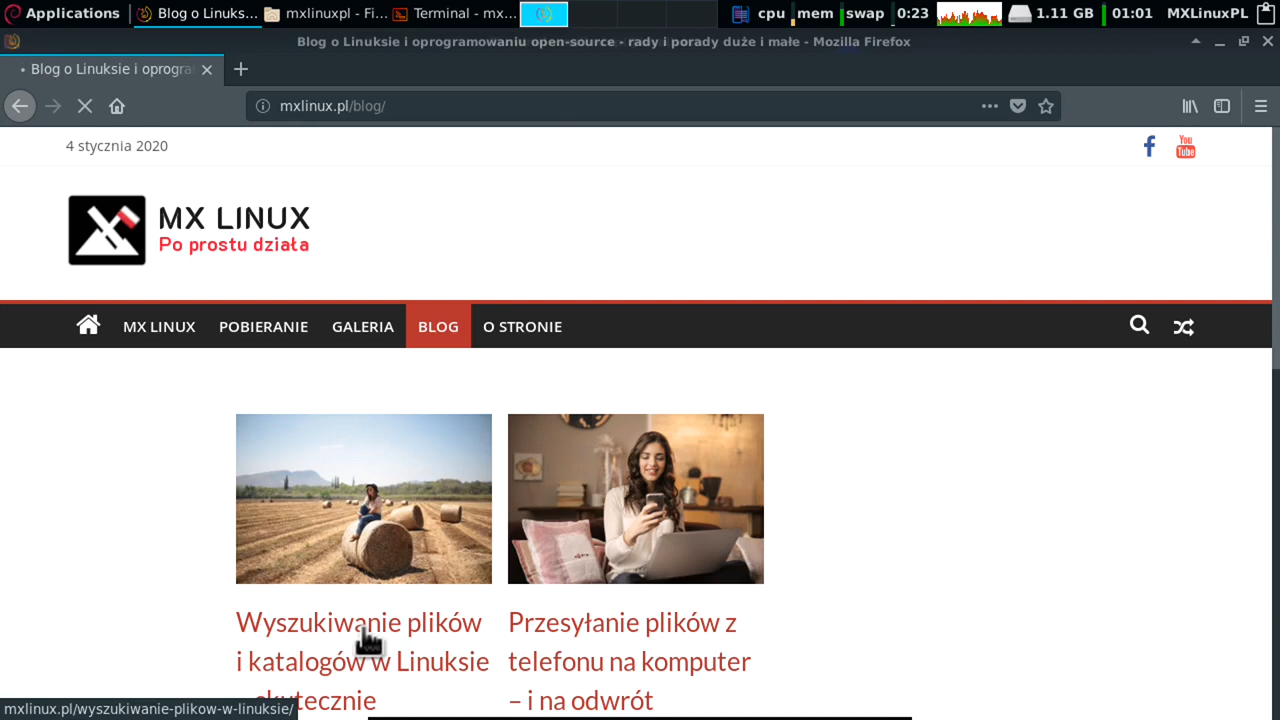 Applications Blog o Linuks... mxlinuxpl - Fi... Terminal - mx... cpu mem swap 0:23 1.11 GB 01:01 MXLinuxPL
Blog o Linuksie i oprogramowaniu open-source - rady i porady duże i małe - Mozilla Firefox
Blog o Linuksie i oprogra
mxlinux.pl/blog/
4 stycznia 2020
You
Tube
MX LINUX
Po prostu działa
MX LINUX POBIERANIE GALERIA BLOG O STRONIE
Wyszukiwanie plików
i katalogów w Linuksie
skutecznie
Przesyłanie plików z
telefonu na komputer
– i na odwrót
mxlinux.pl/wyszukiwanie-plikow-w-linuksie/